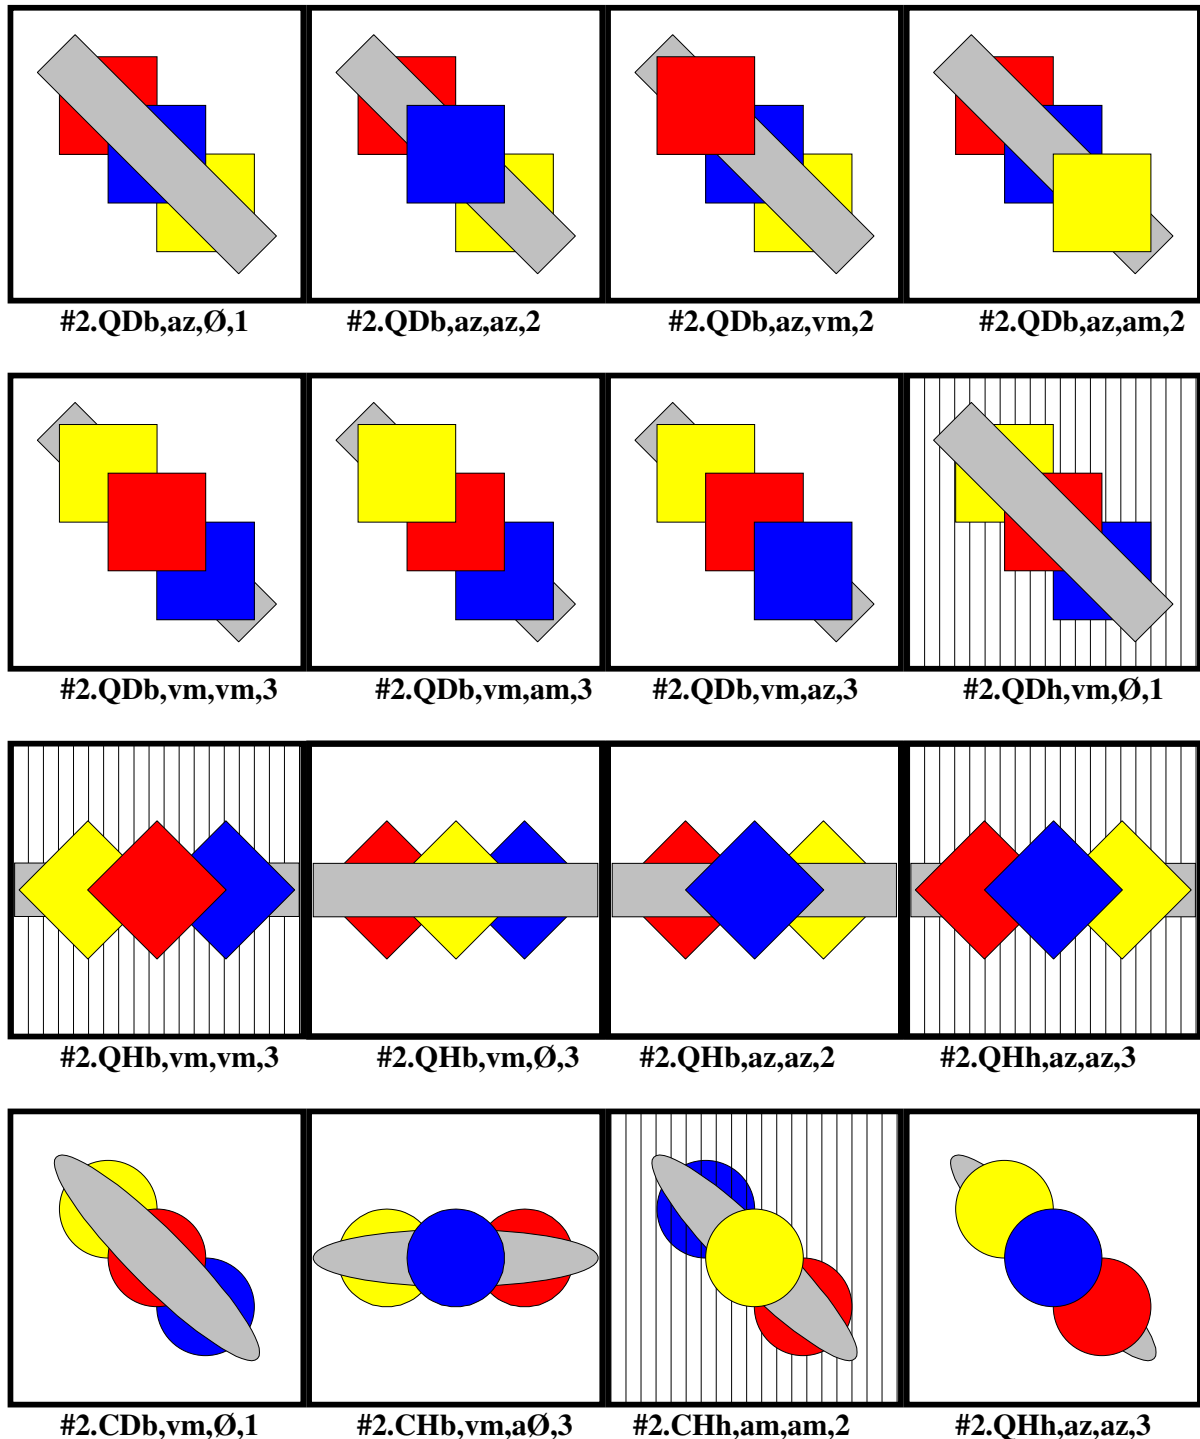 #2.QDb,az,Ø,1 #2.QDb,az,az,2 #2.QDb,az,vm,2 #2.QDb,az,am,2
#2.QDb,vm,vm,3 #2.QDb,vm,am,3 #2.QDb,vm,az,3 #2.QDh,vm,Ø,1
#2.QHb,vm,vm,3 #2.QHb,vm,Ø,3 #2.QHb,az,az,2 #2.QHh,az,az,3
#2.CDb,vm,Ø,1 #2.CHb,vm,aØ,3 #2.CHh,am,am,2 #2.QHh,az,az,3